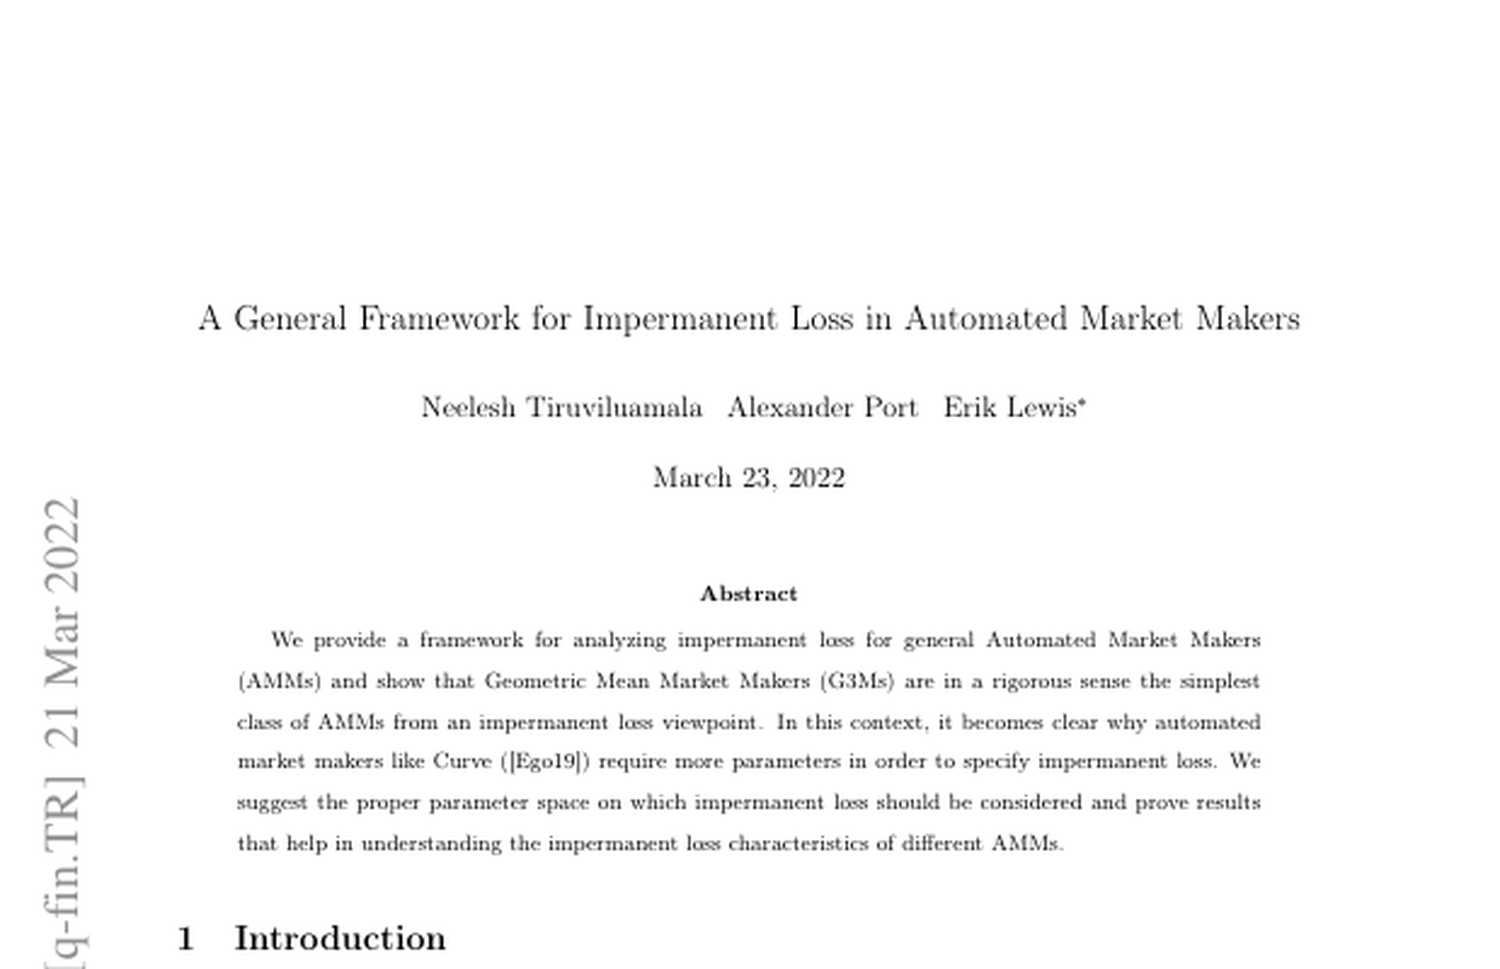 A General Framework for Impermanent Loss in Automated Market Makers
Neelesh Tiruviluamala Alexander Port Erik Lewis*
March 23, 2022
Abstract
We provide a framework for analyzing impermanent loss for general Automated Market Makers
(AMMs) and show that Geometric Mean Market Makers (G3Ms) are in a rigorous sense the simplest
class of AMMs from an impermanent loss viewpoint. In this context, it becomes clear why automated
market makers like Curve ([Ego19]) require more parameters in order to specify impermanent loss. We
suggest the proper parameter space on which impermanent loss should be considered and prove results
that help in understanding the impermanent loss characteristics of different AMMs.
1 Introduction
[q-fin.TR] 21 Mar 2022